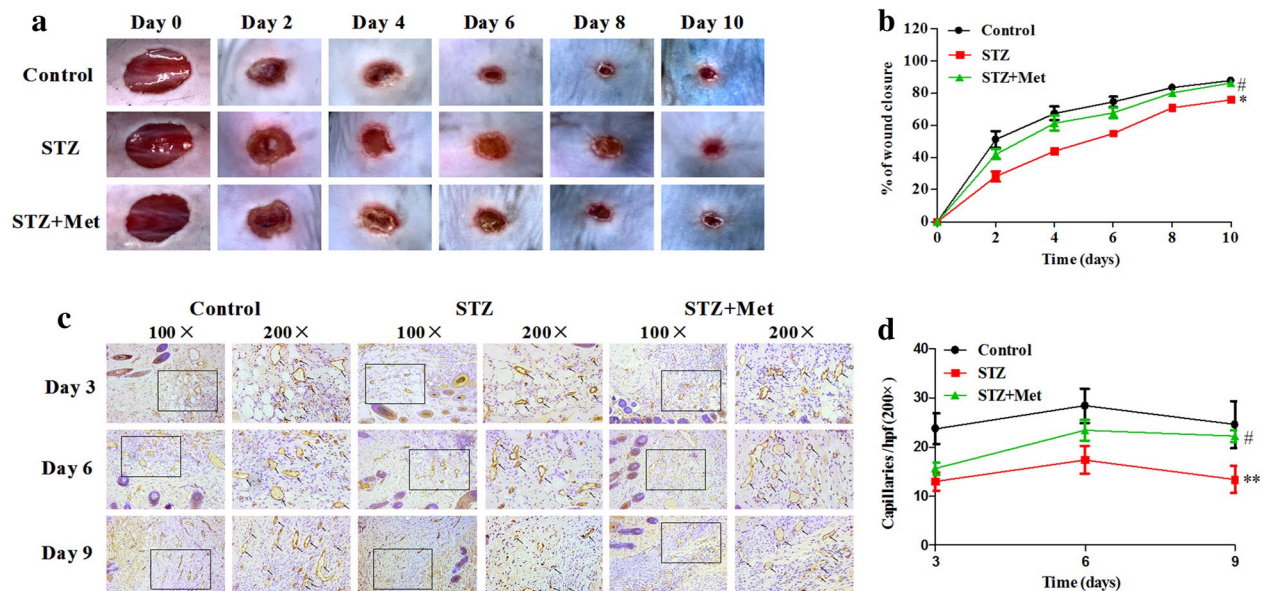 a
Day 0 Day 2 Day 4 Day 6 Day 8 Day 10
Control
STZ
STZ+Met
b
Control
STZ
STZ+Met
% of wound closure
120
100
80
60
40
20
0
#
*
0 2 4 6 8 10
Time (days)
c
Control STZ STZ+Met
100× 200× 100× 200× 100× 200×
Day 3
Day 6
Day 9
d
Control
STZ
STZ+Met
Capillaries /hpf (200× )
40
30
20
10
0
#
**
3 6 9
Time (days)